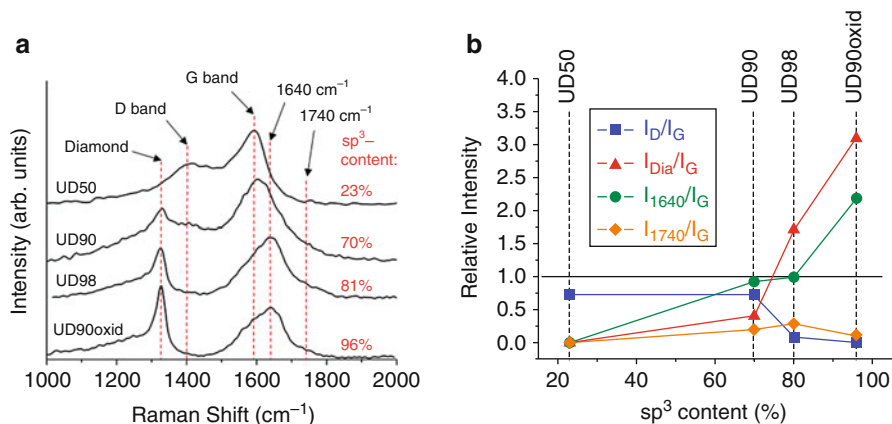 a
G band
1640 cm⁻¹
D band
1740 cm⁻¹
Diamond
sp³–
content:
UD50
23%
UD90
70%
UD98
81%
UD90oxid
96%
Intensity (arb. units)
1000 1200 1400 1600 1800 2000
Raman Shift (cm⁻¹)
b
UD50
UD90
UD98
UD90oxid
4.0
3.5
3.0
2.5
2.0
1.5
1.0
0.5
0.0
I_D/I_G
I_Dia/I_G
I_1640/I_G
I_1740/I_G
Relative Intensity
20 40 60 80 100
sp³ content (%)